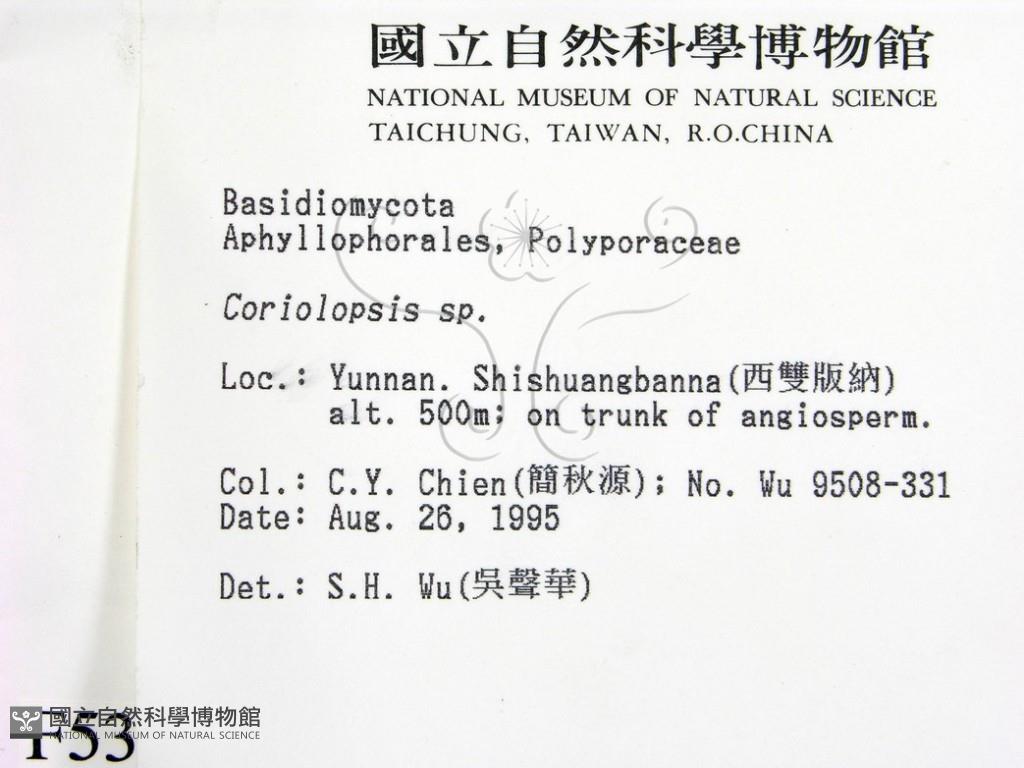 國立自然科學博物館
NATIONAL MUSEUM OF NATURAL SCIENCE
TAICHUNG, TAIWAN, R.O.CHINA
Basidiomycota
Aphyllophorales, Polyporaceae
Coriolopsis sp.
Loc.: Yunnan. Shishuangbanna(西雙版納)
alt. 500m; on trunk of angiosperm.
Col.: C.Y. Chien(簡秋源); No. Wu 9508-331
Date: Aug. 26, 1995
Det.: S.H. Wu(吳聲華)
國立自然科學博物館
NATIONAL MUSEUM OF NATURAL SCIENCE
F53